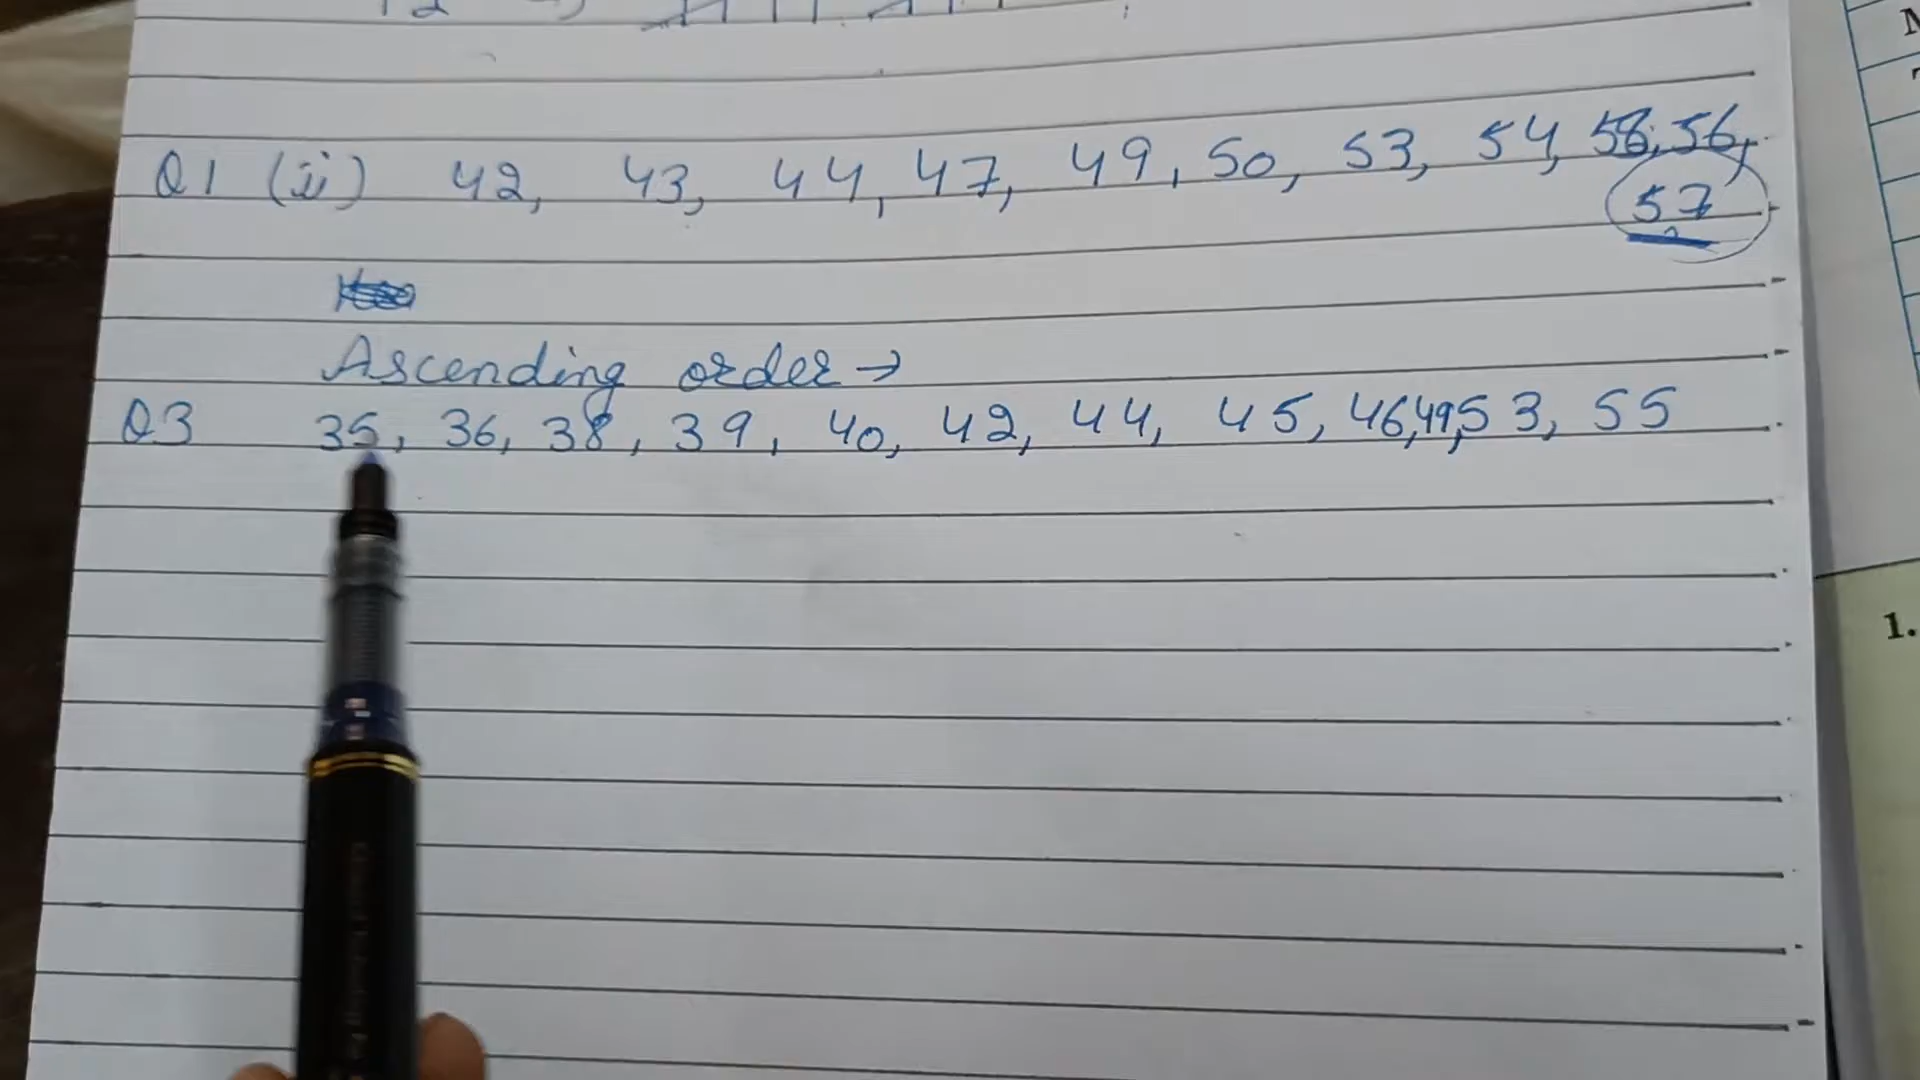 Q1 (ii) 42, 43, 44, 47, 49, 50, 53, 54, 56,
57
Ascending order →
Q3 35, 36, 38, 39, 40, 42, 44, 45, 46, 49, 53, 55
1.